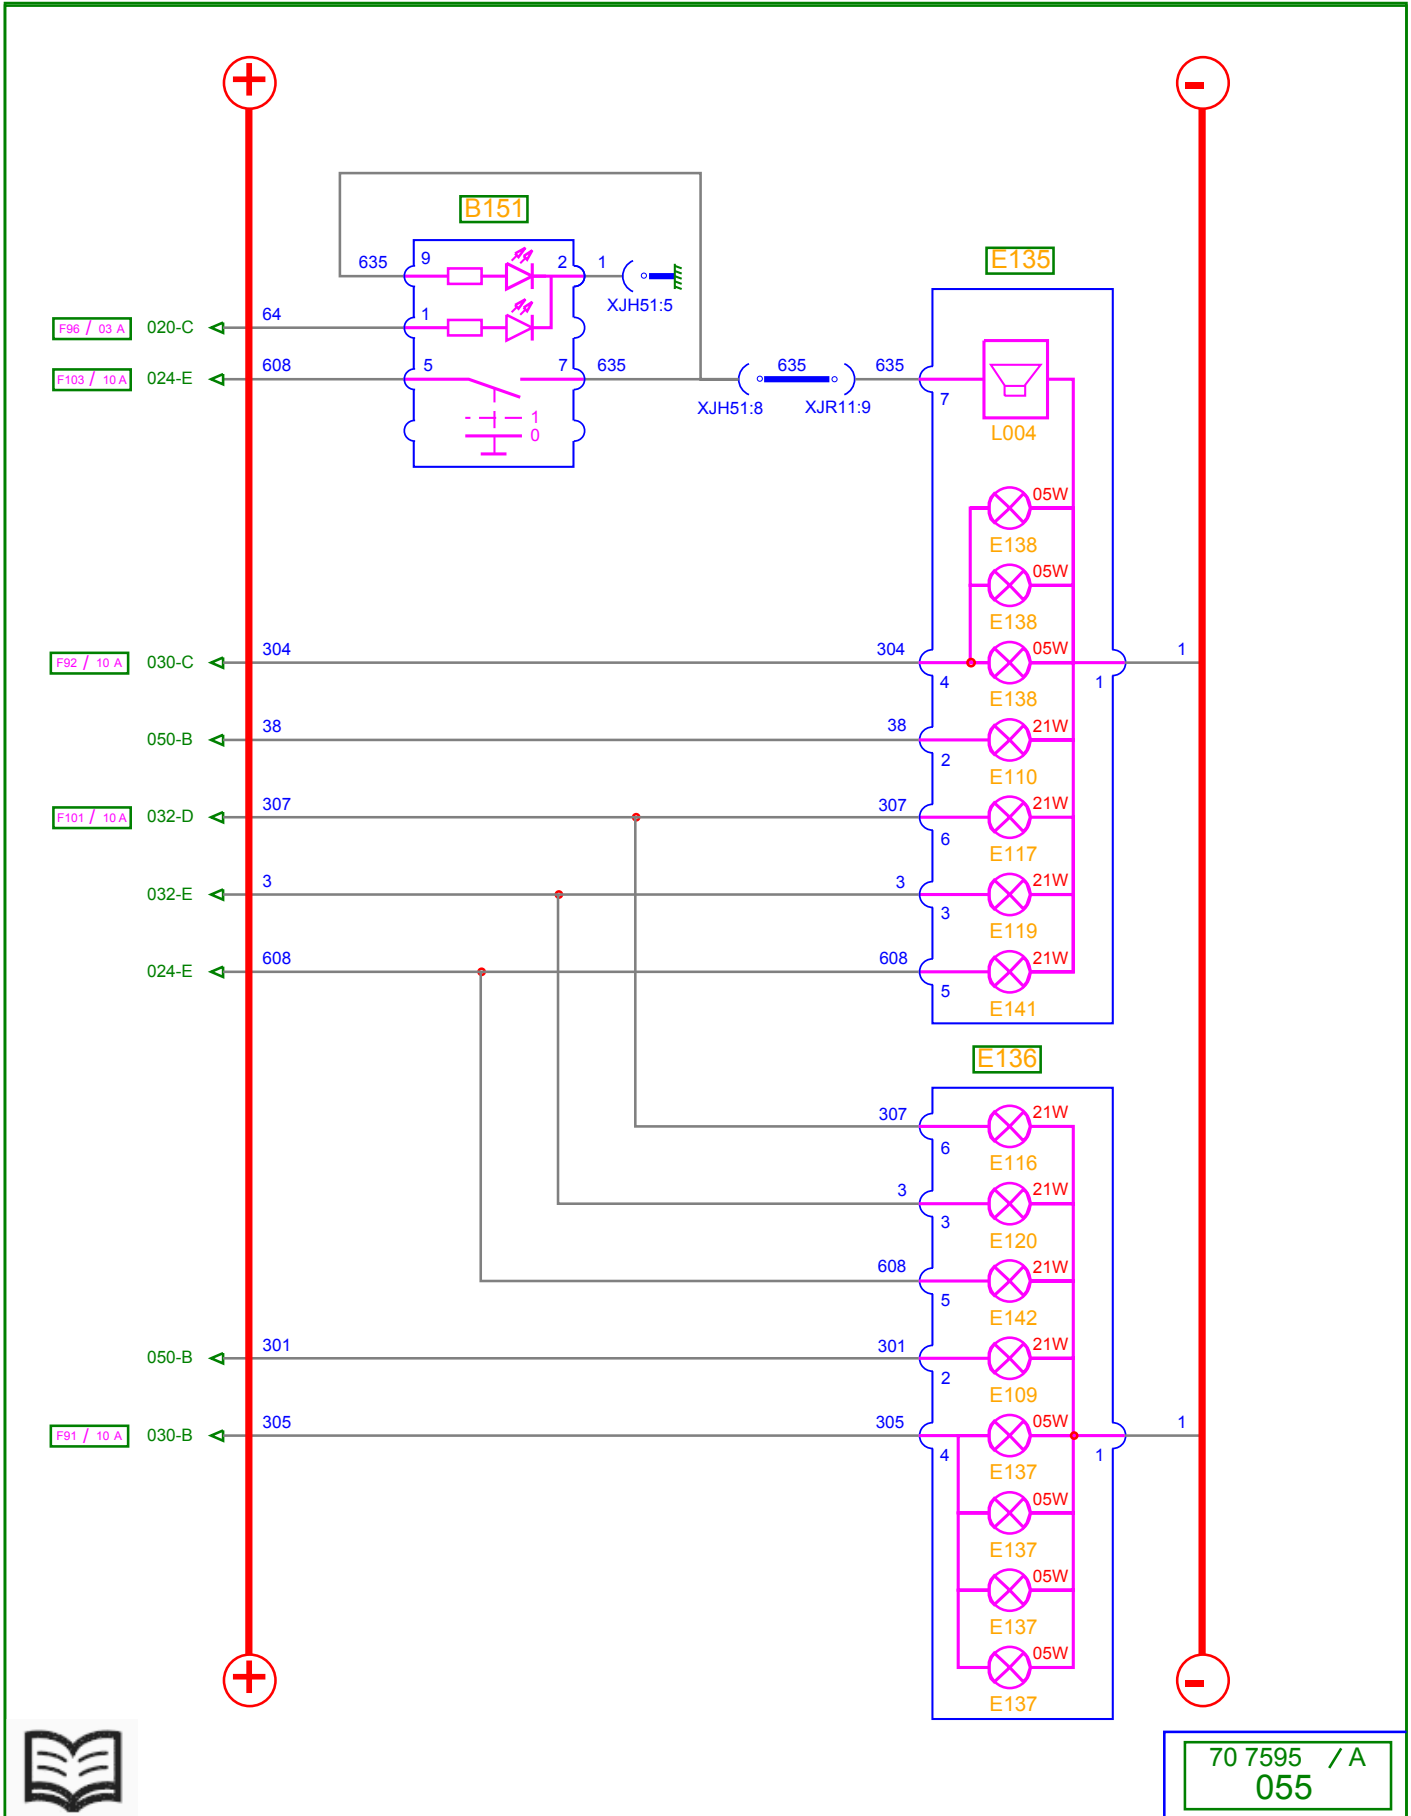 + -
B151
635 9 2 1
XJH51:5
F96 / 03 A 020-C 64 1
F103 / 10 A 024-E 608 5 7 635 635 635
XJH51:8 XJR11:9 7
1
0
E135
L004
05W
E138
05W
E138
F92 / 10 A 030-C 304 304 05W 1
4 E138 1
050-B 38 38 21W
2 E110
F101 / 10 A 032-D 307 307 21W
6 E117
032-E 3 3 21W
3 E119
024-E 608 608 21W
5 E141
E136
307 21W
6 E116
3 21W
3 E120
608 21W
5 E142
050-B 301 301 21W
2 E109
F91 / 10 A 030-B 305 305 05W 1
4 E137 1
05W
E137
05W
E137
05W
E137
+ -
70 7595 / A
055